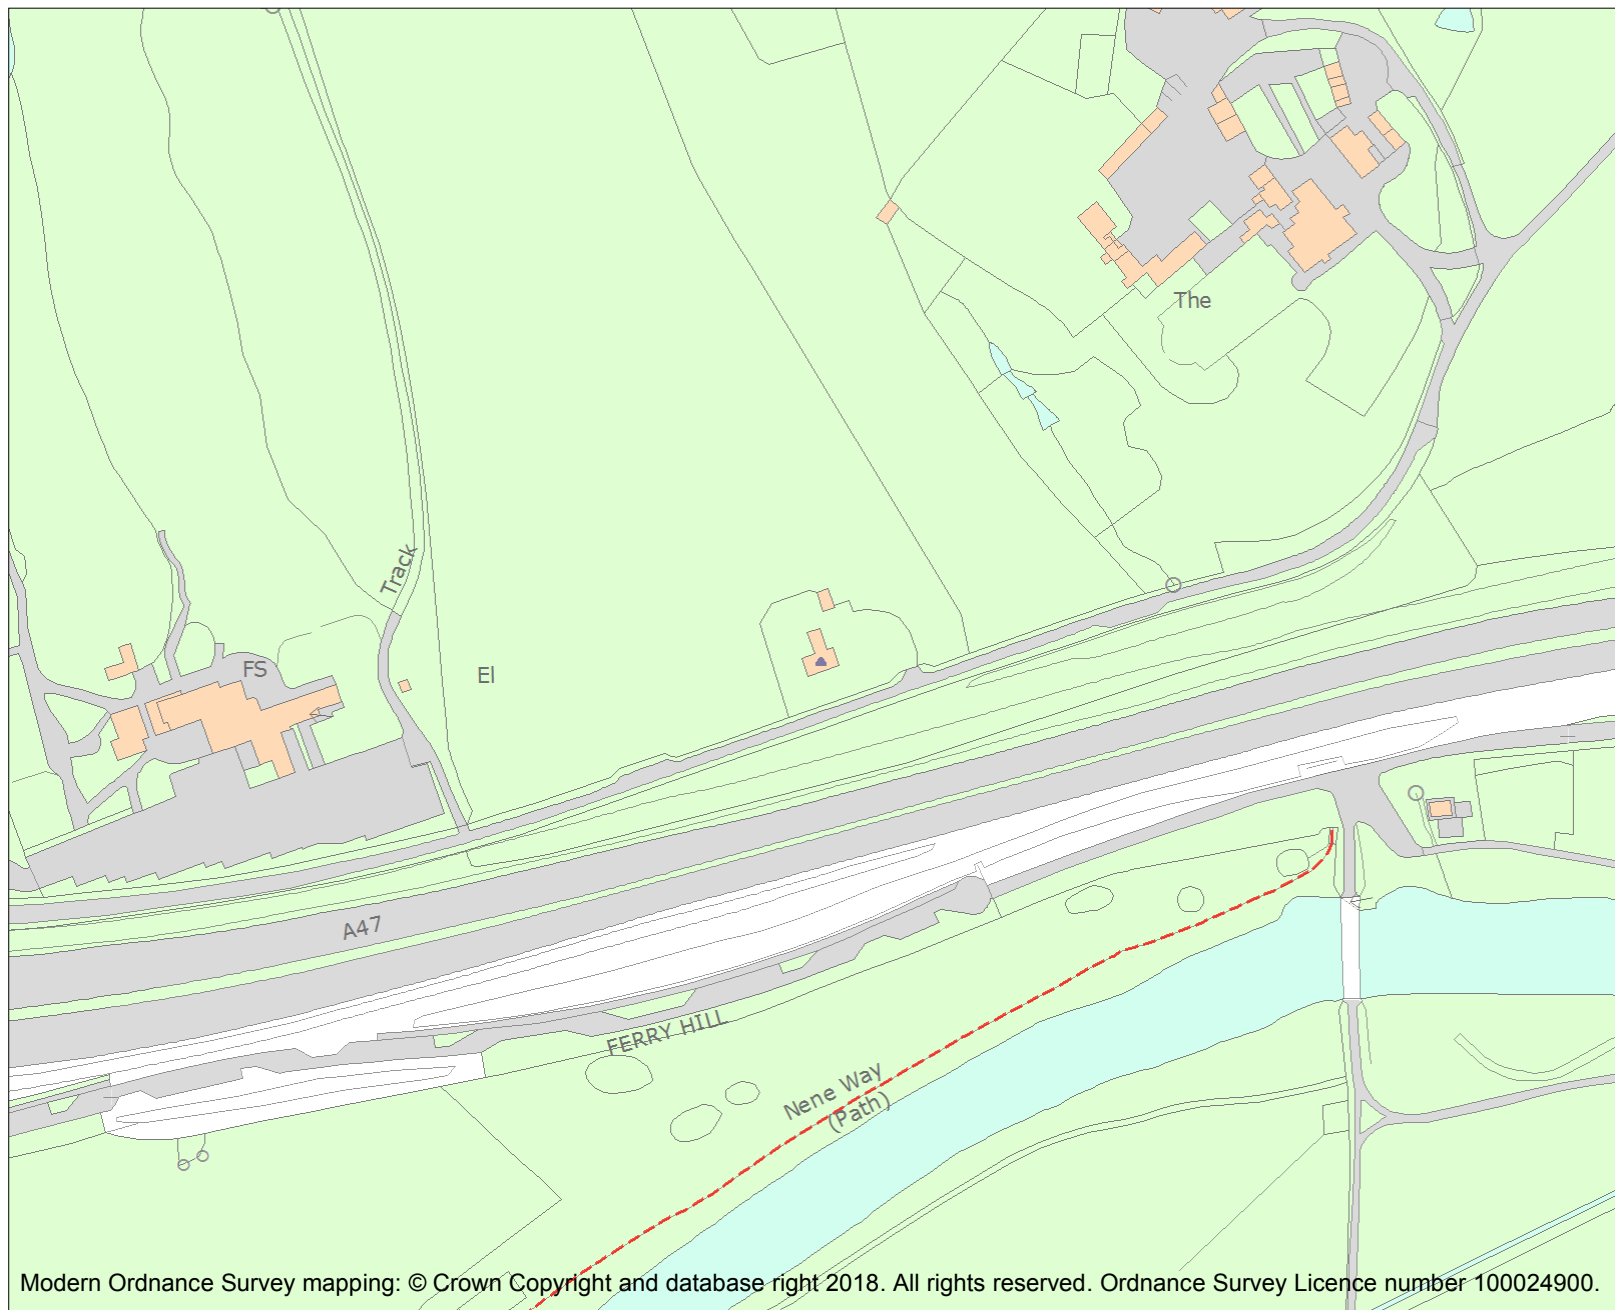 The
Track
FS
El
A47
FERRY HILL
Nene Way
(Path)
Modern Ordnance Survey mapping: © Crown Copyright and database right 2018. All rights reserved. Ordnance Survey Licence number 100024900.